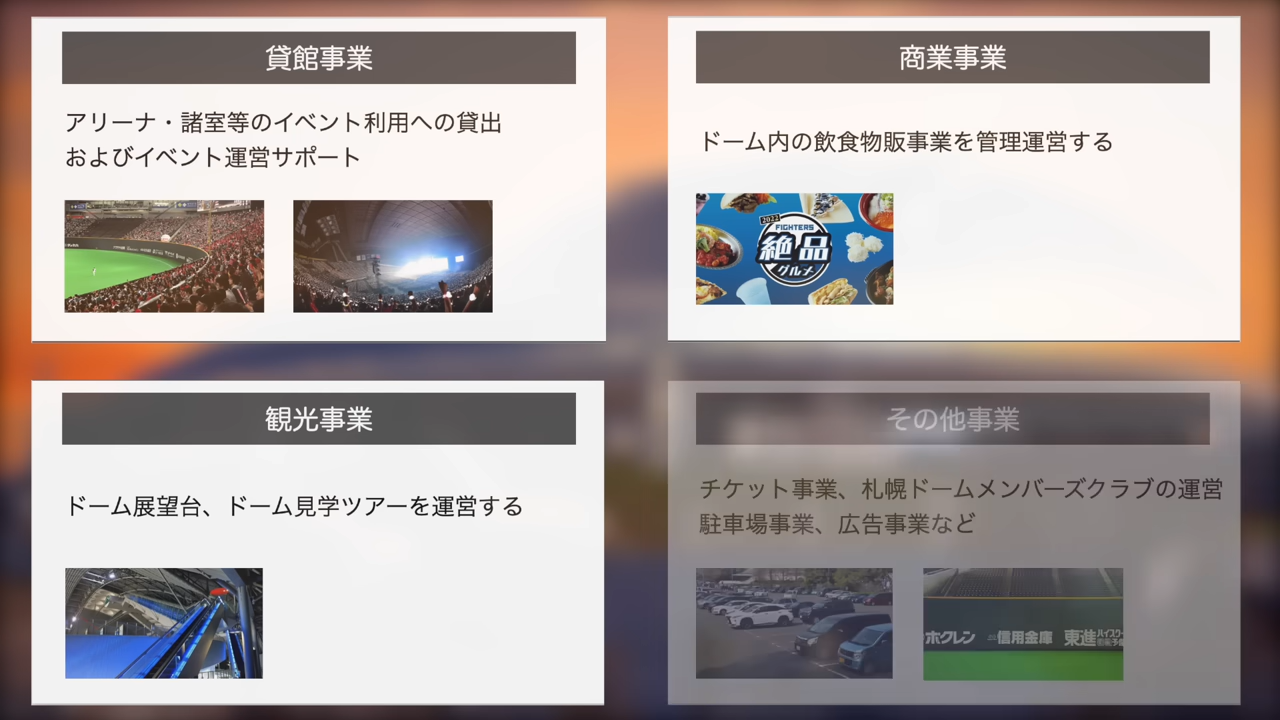 貸館事業
アリーナ・諸室等のイベント利用への貸出
およびイベント運営サポート
商業事業
ドーム内の飲食物販事業を管理運営する
2022
FIGHTERS
絶品
グルメ
観光事業
ドーム展望台、ドーム見学ツアーを運営する
その他事業
チケット事業、札幌ドームメンバーズクラブの運営
駐車場事業、広告事業など
ホクレン
信用金庫
東進